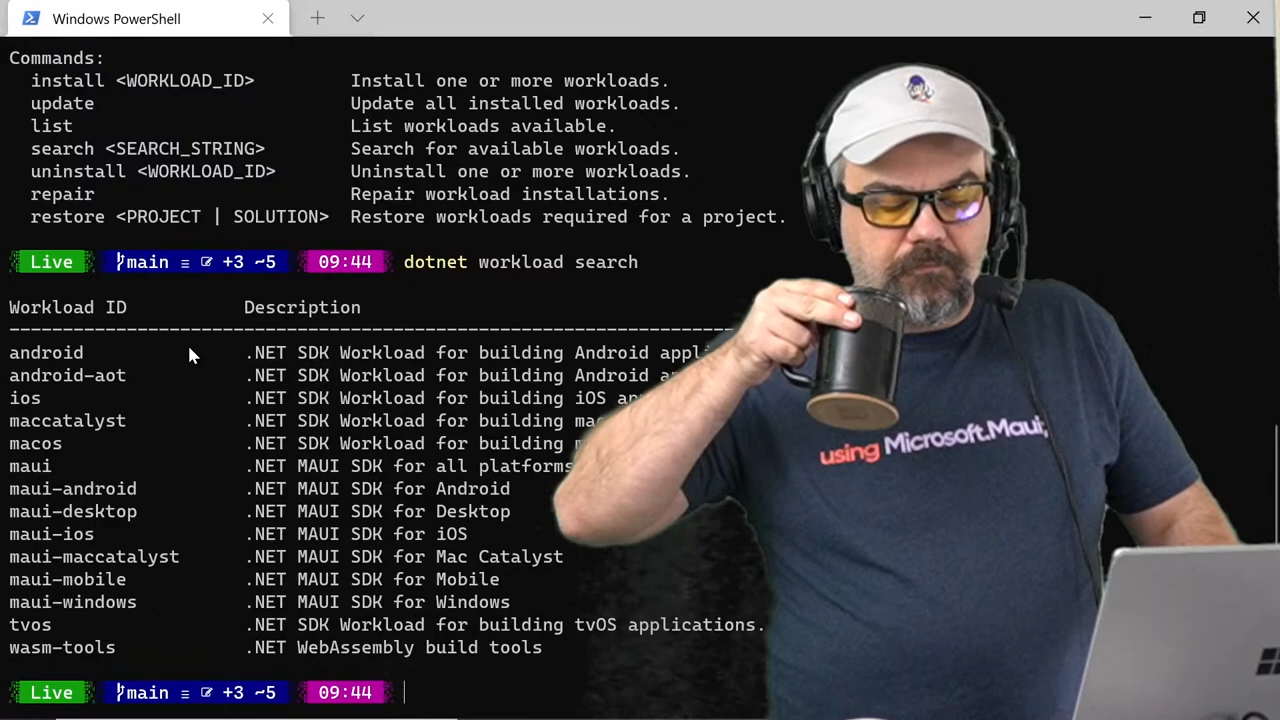 Windows PowerShell
Commands:
install <WORKLOAD_ID> Install one or more workloads.
update Update all installed workloads.
list List workloads available.
search <SEARCH_STRING> Search for available workloads.
uninstall <WORKLOAD_ID> Uninstall one or more workloads.
repair Repair workload installations.
restore <PROJECT | SOLUTION> Restore workloads required for a project.
Live main ≡ +3 ~5 09:44 dotnet workload search
Workload ID Description
android .NET SDK Workload for building Android
android-aot .NET SDK Workload for building Android
ios .NET SDK Workload for building iOS
maccatalyst .NET SDK Workload for building
macos .NET SDK Workload for building
maui .NET MAUI SDK for all platforms
maui-android .NET MAUI SDK for Android
maui-desktop .NET MAUI SDK for Desktop
maui-ios .NET MAUI SDK for iOS
maui-maccatalyst .NET MAUI SDK for Mac Catalyst
maui-mobile .NET MAUI SDK for Mobile
maui-windows .NET MAUI SDK for Windows
tvos .NET SDK Workload for building tvOS applications.
wasm-tools .NET WebAssembly build tools
Live main ≡ +3 ~5 09:44
using Microsoft.Maui;